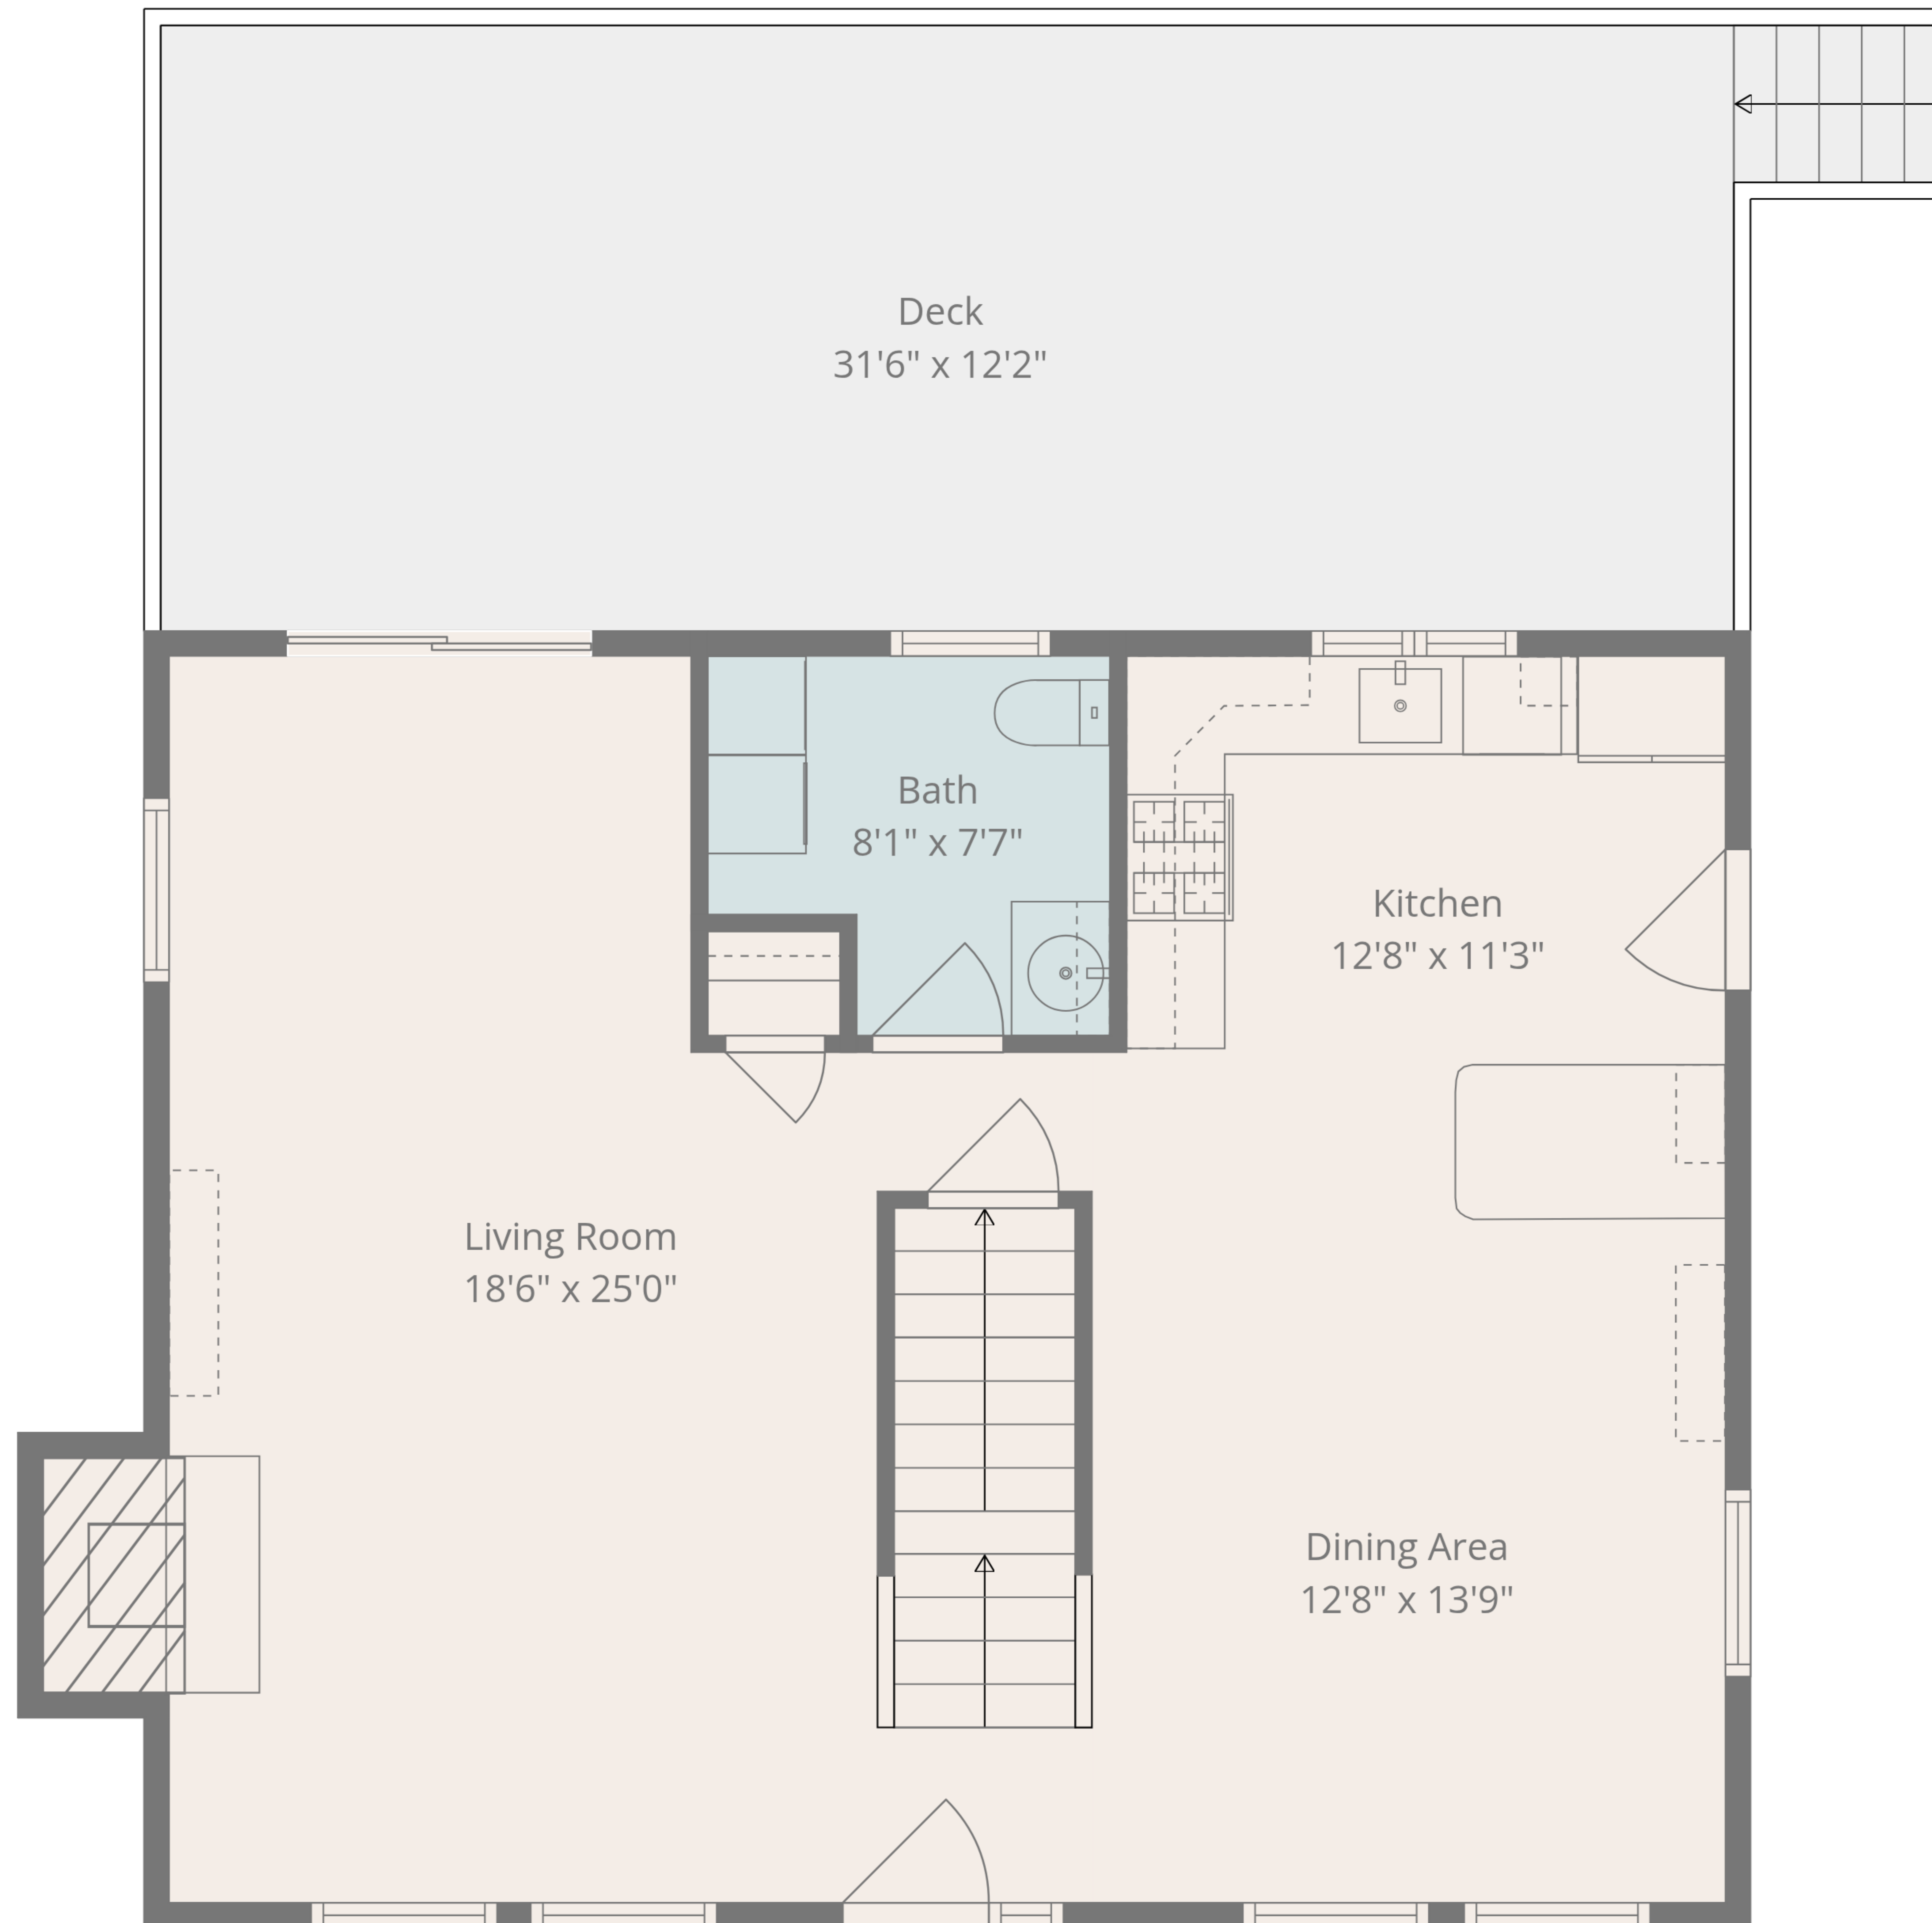 Deck
31'6" x 12'2"
Bath
8'1" x 7'7"
Kitchen
12'8" x 11'3"
Living Room
18'6" x 25'0"
Dining Area
12'8" x 13'9"